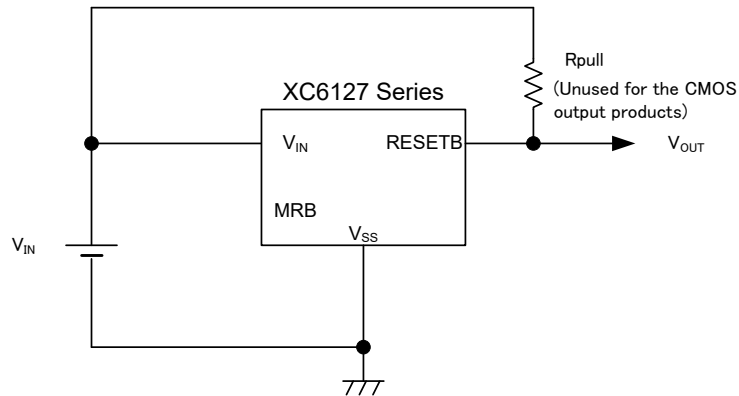 Rpull
(Unused for the CMOS
output products)
XC6127 Series
VIN
RESETB
VOUT
MRB
VSS
VIN